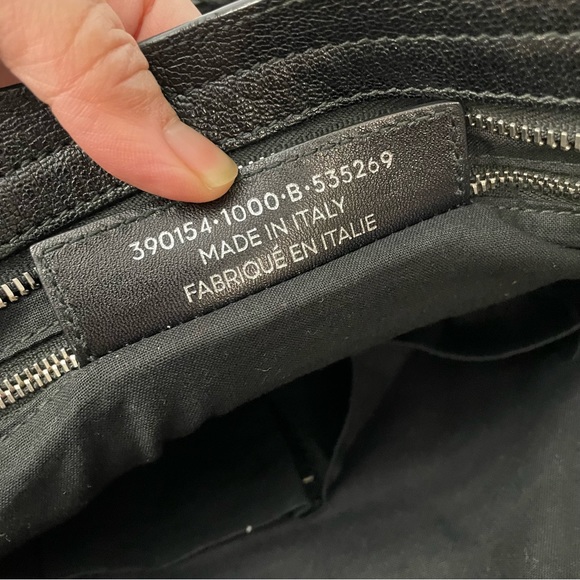 390154·1000·B·535269
MADE IN ITALY
FABRIQUÉ EN ITALIE